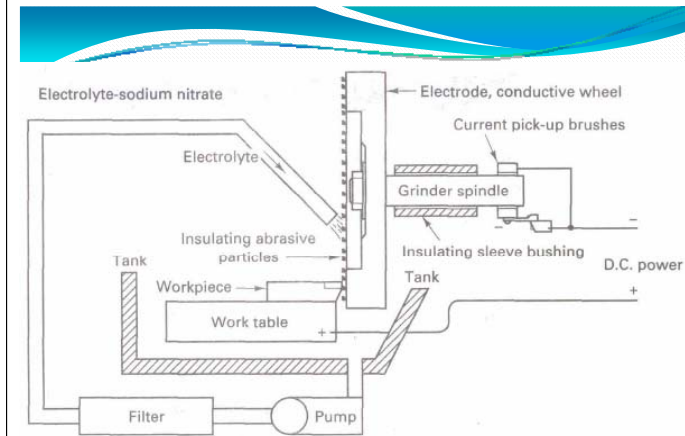 Electrolyte-sodium nitrate
Electrode, conductive wheel
Current pick-up brushes
Electrolyte
Grinder spindle
–
–
Insulating abrasive
particles
Insulating sleeve bushing
Tank
Tank
D.C. power
Workpiece
+
Work table
+
Filter
Pump